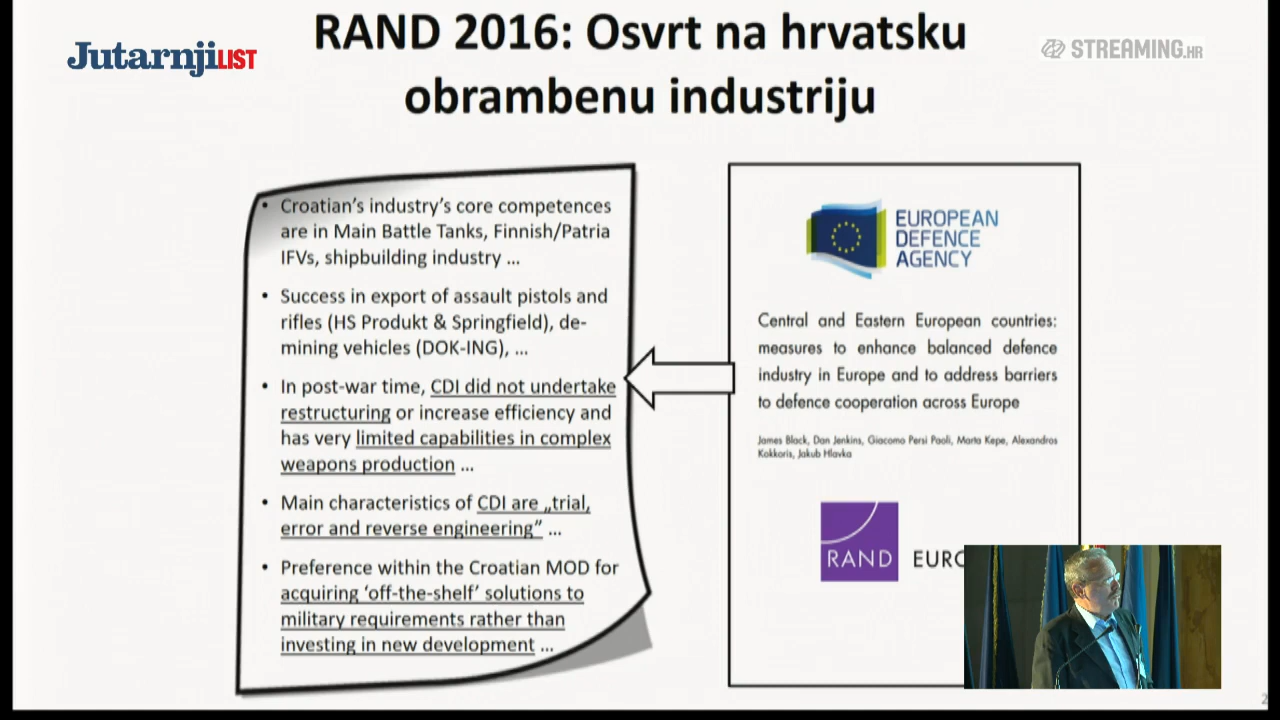 RAND 2016: Osvrt na hrvatsku
obrambenu industriju
JutarnjiLIST
STREAMING.HR
• Croatian's industry's core competences
are in Main Battle Tanks, Finnish/Patria
IFVs, shipbuilding industry ...
• Success in export of assault pistols and
rifles (HS Produkt & Springfield), de-
mining vehicles (DOK-ING), ...
• In post-war time, CDI did not undertake
restructuring or increase efficiency and
has very limited capabilities in complex
weapons production ...
• Main characteristics of CDI are „trial,
error and reverse engineering” ...
• Preference within the Croatian MOD for
acquiring ‘off-the-shelf’ solutions to
military requirements rather than
investing in new development ...
EUROPEAN
DEFENCE
AGENCY
Central and Eastern European countries:
measures to enhance balanced defence
industry in Europe and to address barriers
to defence cooperation across Europe
James Black, Dan Jenkins, Giacomo Persi Paoli, Marta Kepe, Alexandros
Kokkoris, Jakub Hlavka
RAND EURO
2